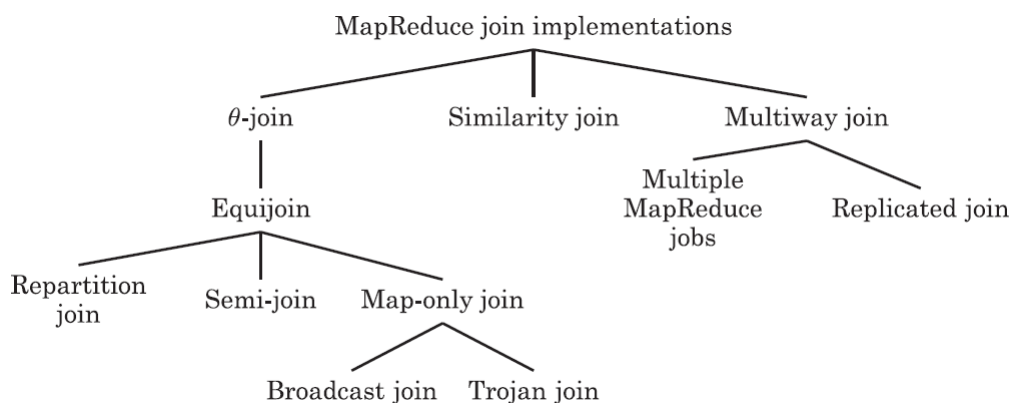 MapReduce join implementations
θ-join
Similarity join
Multiway join
Multiple
MapReduce
jobs
Replicated join
Equijoin
Repartition
join
Semi-join
Map-only join
Broadcast join
Trojan join